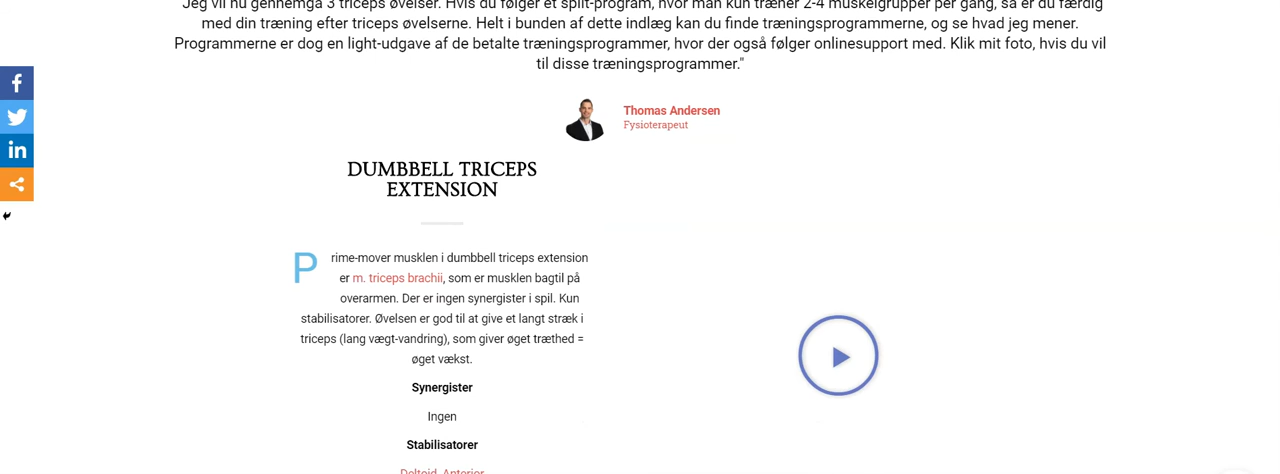 Jeg vil nu gennemgå 3 triceps øvelser. Hvis du følger et split-program, hvor man kun træner 2-4 muskelgrupper per gang, så er du færdig
med din træning efter triceps øvelserne. Helt i bunden af dette indlæg kan du finde træningsprogrammerne, og se hvad jeg mener.
Programmerne er dog en light-udgave af de betalte træningsprogrammer, hvor der også følger onlinesupport med. Klik mit foto, hvis du vil
til disse træningsprogrammer."
Thomas Andersen
Fysioterapeut
DUMBBELL TRICEPS
EXTENSION
Prime-mover musklen i dumbbell triceps extension
er m. triceps brachii, som er musklen bagtil på
overarmen. Der er ingen synergister i spil. Kun
stabilisatorer. Øvelsen er god til at give et langt stræk i
triceps (lang vægt-vandring), som giver øget træthed =
øget vækst.
Synergister
Ingen
Stabilisatorer
Deltoid, Anterior